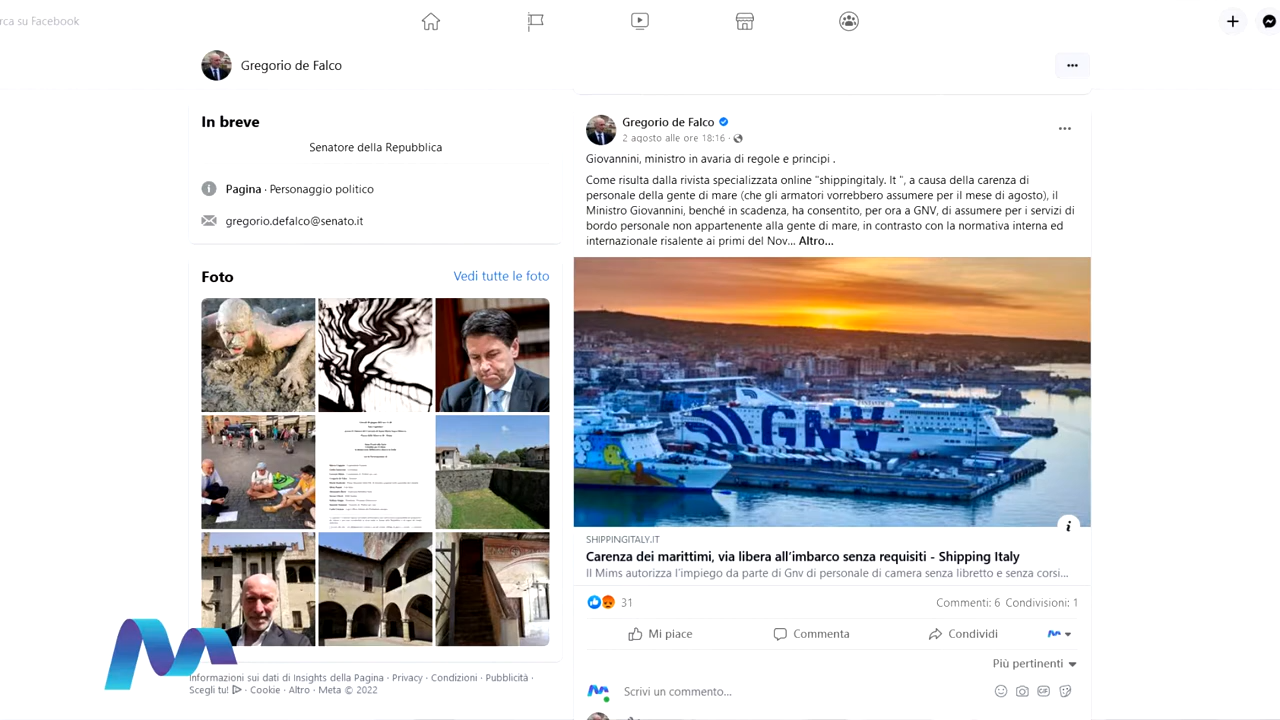 rca su Facebook
Gregorio de Falco
In breve
Senatore della Repubblica
Pagina · Personaggio politico
gregorio.defalco@senato.it
Foto
Vedi tutte le foto
Informazioni sui dati di Insights della Pagina · Privacy · Condizioni · Pubblicità ·
Scegli tu! · Cookie · Altro · Meta © 2022
Gregorio de Falco
2 agosto alle ore 18:16 ·
Giovannini, ministro in avaria di regole e principi .
Come risulta dalla rivista specializzata online "shippingitaly. It ", a causa della carenza di
personale della gente di mare (che gli armatori vorrebbero assumere per il mese di agosto), il
Ministro Giovannini, benché in scadenza, ha consentito, per ora a GNV, di assumere per i servizi di
bordo personale non appartenente alla gente di mare, in contrasto con la normativa interna ed
internazionale risalente ai primi del Nov... Altro...
GNV
SHIPPINGITALY.IT
Carenza dei marittimi, via libera all'imbarco senza requisiti - Shipping Italy
Il Mims autorizza l'impiego da parte di Gnv di personale di camera senza libretto e senza corsi...
31
Commenti: 6 Condivisioni: 1
Mi piace
Commenta
Condividi
Più pertinenti
Scrivi un commento...
GIF